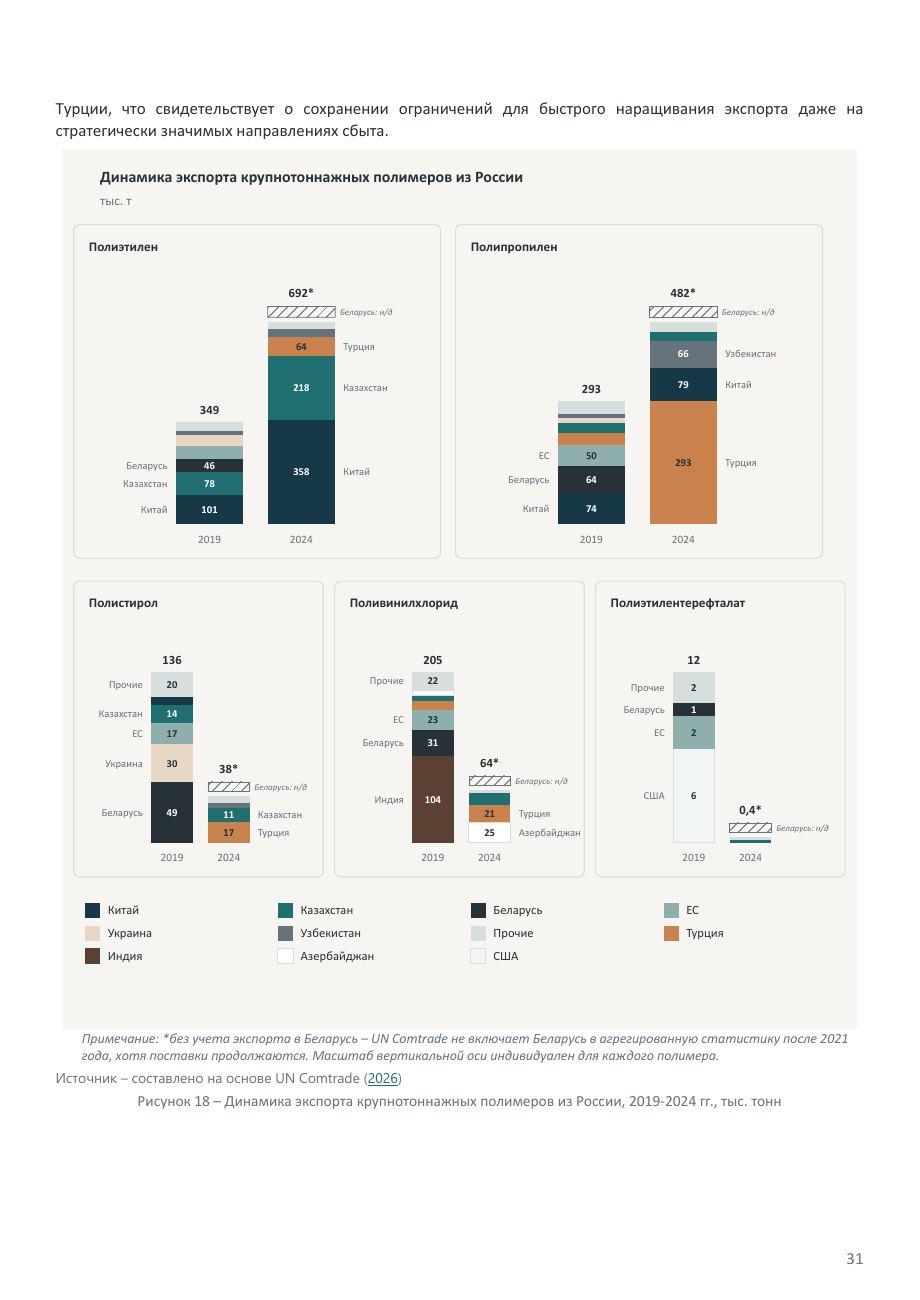 Турции, что свидетельствует о сохранении ограничений для быстрого наращивания экспорта даже на
стратегически значимых направлениях сбыта.
Динамика экспорта крупнотоннажных полимеров из России
тыс. т
Полиэтилен
692*
Беларусь: н/д
64 Турция
218 Казахстан
358 Китай
349
Беларусь 46
Казахстан 78
Китай 101
2019 2024
Полипропилен
482*
Беларусь: н/д
66 Узбекистан
79 Китай
293 Турция
293
ЕС 50
Беларусь 64
Китай 74
2019 2024
Полистирол
136
Прочие 20
Казахстан 14
ЕС 17
Украина 30
Беларусь 49
38*
Беларусь: н/д
11 Казахстан
17 Турция
2019 2024
Поливинилхлорид
205
Прочие 22
ЕС 23
Беларусь 31
Индия 104
64*
Беларусь: н/д
21 Турция
25 Азербайджан
2019 2024
Полиэтилентерефталат
12
Прочие 2
Беларусь 1
ЕС 2
США 6
0,4*
Беларусь: н/д
2019 2024
Китай Казахстан Беларусь ЕС
Украина Узбекистан Прочие Турция
Индия Азербайджан США
Примечание: *без учета экспорта в Беларусь – UN Comtrade не включает Беларусь в агрегированную статистику после 2021
года, хотя поставки продолжаются. Масштаб вертикальной оси индивидуален для каждого полимера.
Источник – составлено на основе UN Comtrade (2026)
Рисунок 18 – Динамика экспорта крупнотоннажных полимеров из России, 2019-2024 гг., тыс. тонн
31